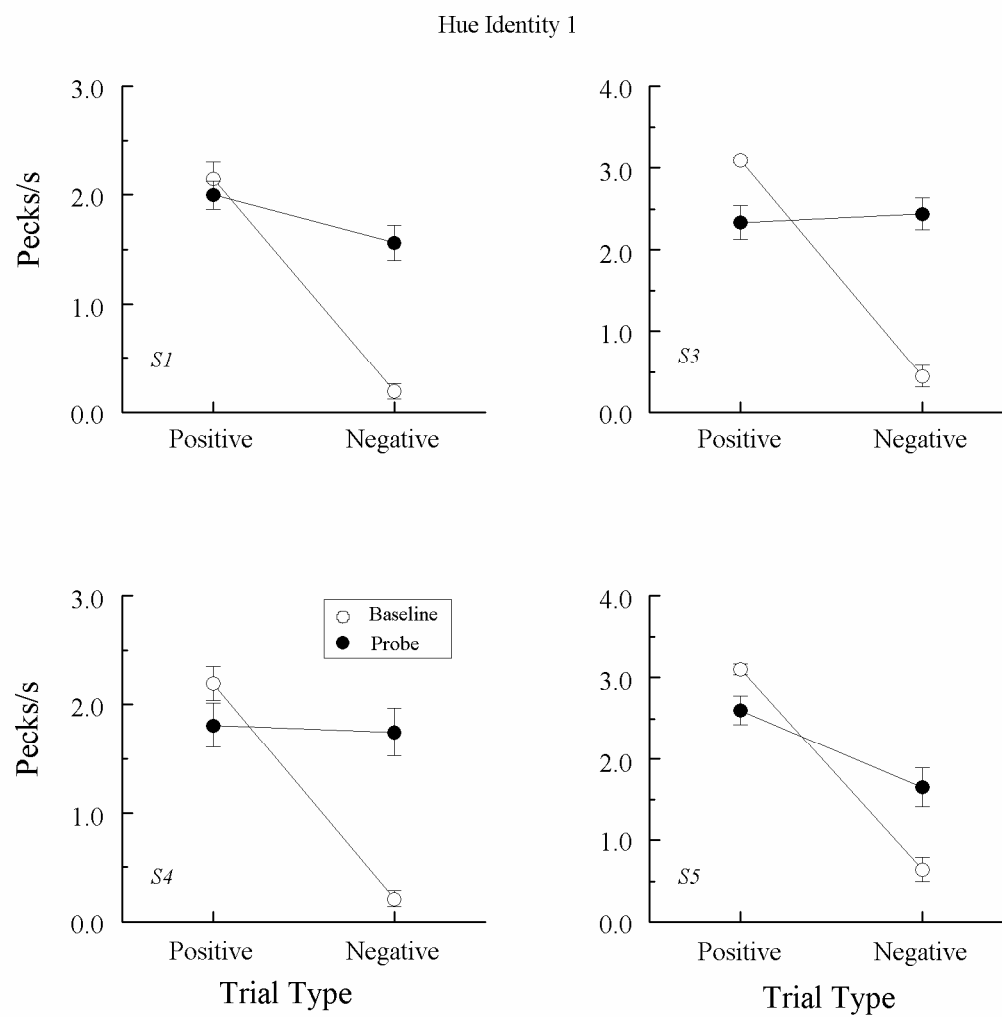 Hue Identity 1
3.0
2.0
1.0
0.0
Pecks/s
S1
Positive Negative
4.0
3.0
2.0
1.0
0.0
S3
Positive Negative
3.0
2.0
1.0
0.0
Pecks/s
Baseline
Probe
S4
Positive Negative
Trial Type
4.0
3.0
2.0
1.0
0.0
S5
Positive Negative
Trial Type